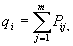 $q_i = \sum_{j=1}^{m} P_{ij},$